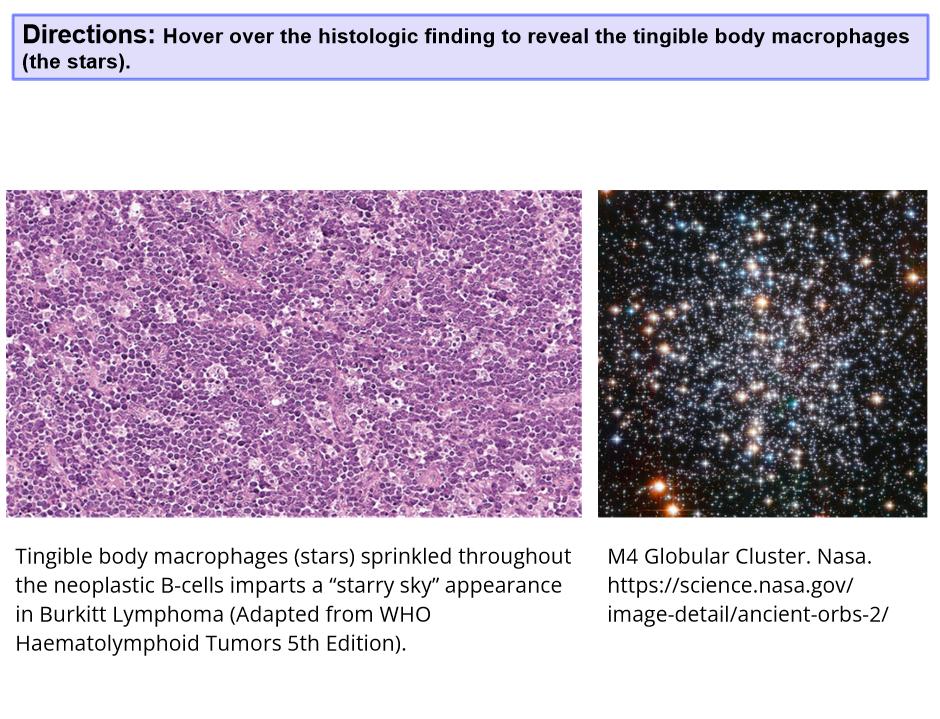 Directions: Hover over the histologic finding to reveal the tingible body macrophages
(the stars).
Tingible body macrophages (stars) sprinkled throughout
the neoplastic B-cells imparts a “starry sky” appearance
in Burkitt Lymphoma (Adapted from WHO
Haematolymphoid Tumors 5th Edition).
M4 Globular Cluster. Nasa.
https://science.nasa.gov/
image-detail/ancient-orbs-2/